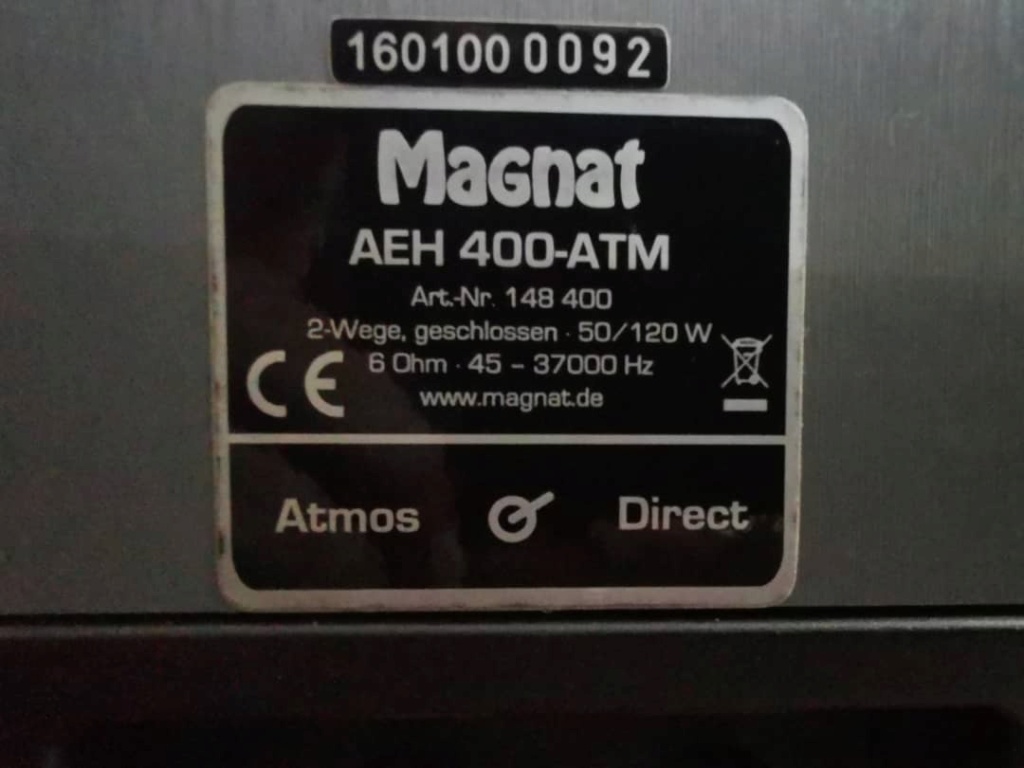 1601000092
Magnat
AEH 400-ATM
Art.-Nr. 148 400
2-Wege, geschlossen · 50/120 W
6 Ohm · 45 – 37000 Hz
CE
www.magnat.de
Atmos Direct